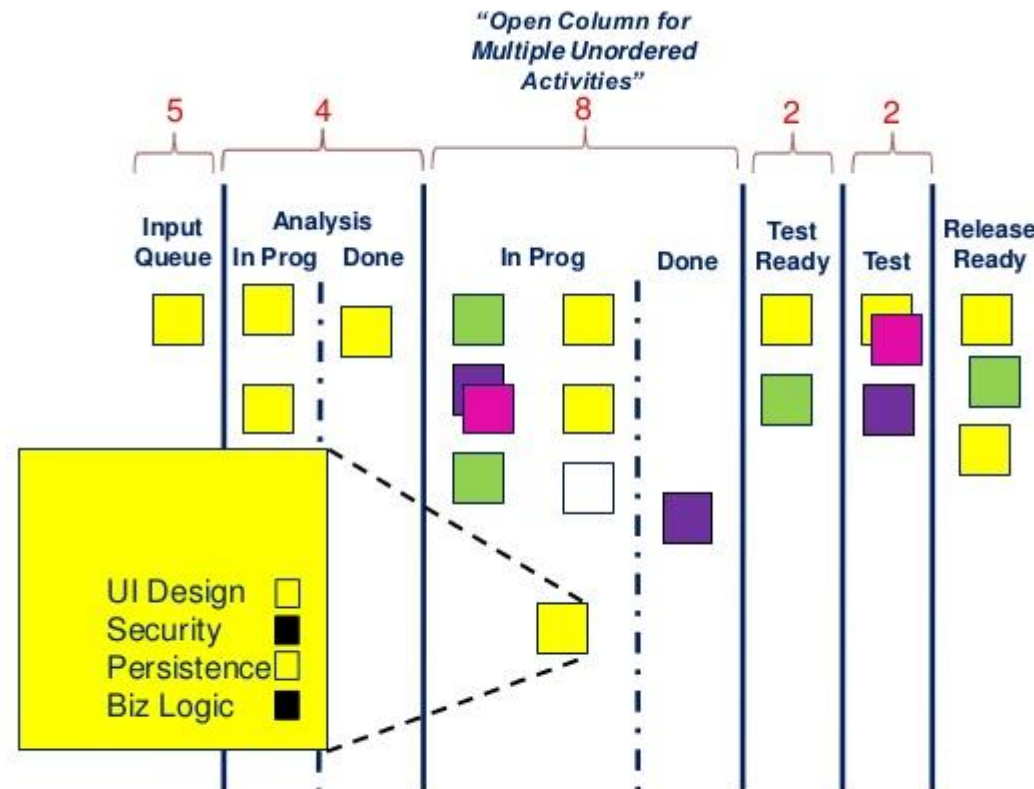 “Open Column for
Multiple Unordered
Activities”
5
4
8
2
2
Input
Queue
Analysis
In Prog
Done
In Prog
Done
Test
Ready
Test
Release
Ready
UI Design
Security
Persistence
Biz Logic